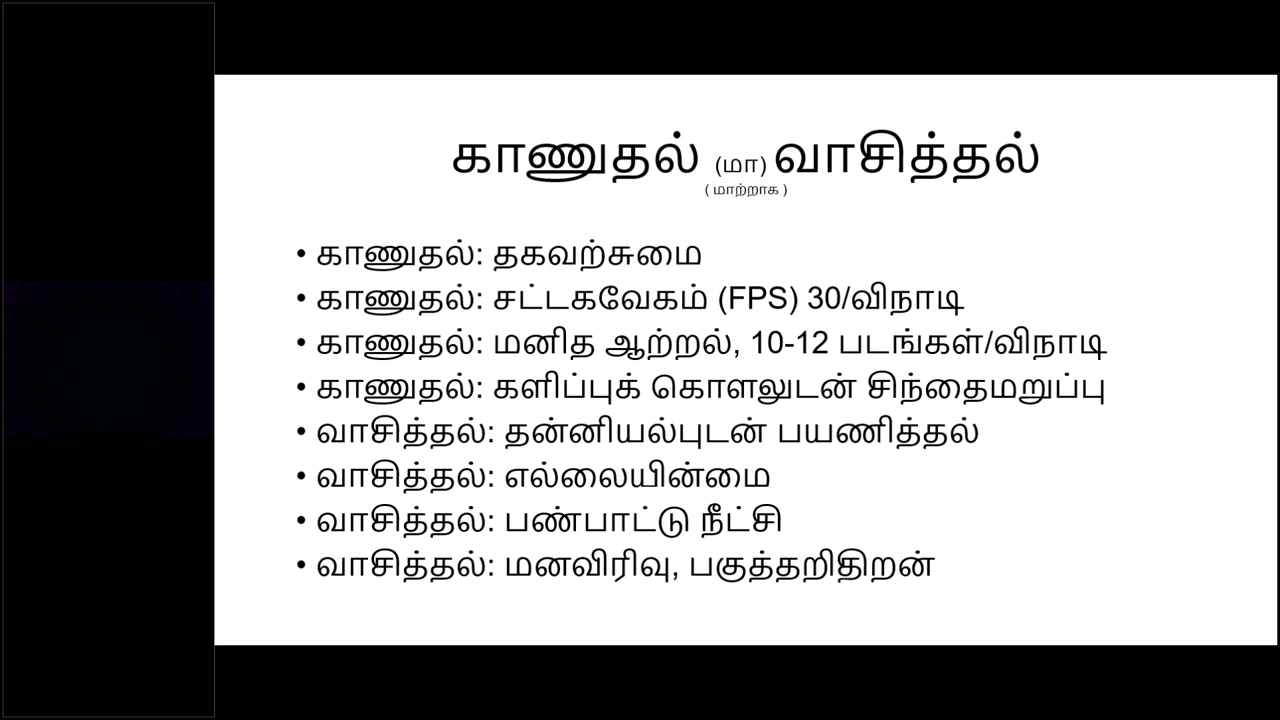 காணுதல் (மா) வாசித்தல்
( மாற்றாக )
• காணுதல்: தகவற்சுமை
• காணுதல்: சட்டகவேகம் (FPS) 30/விநாடி
• காணுதல்: மனித ஆற்றல், 10-12 படங்கள்/விநாடி
• காணுதல்: களிப்புக் கொளலுடன் சிந்தைமறுப்பு
• வாசித்தல்: தன்னியல்புடன் பயணித்தல்
• வாசித்தல்: எல்லையின்மை
• வாசித்தல்: பண்பாட்டு நீட்சி
• வாசித்தல்: மனவிரிவு, பகுத்தறிதிறன்